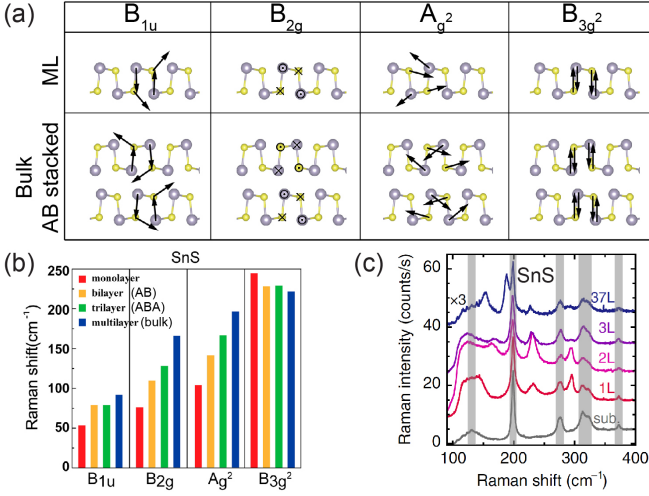 (a)
B1u
B2g
Ag²
B3g²
ML
Bulk
AB stacked
(b)
SnS
Raman shift(cm⁻¹)
250
200
150
100
50
0
monolayer
bilayer (AB)
trilayer (ABA)
multilayer (bulk)
B1u
B2g
Ag²
B3g²
(c)
Raman intensity (counts/s)
60
40
20
0
×3
SnS
37L
3L
2L
1L
sub.
100
200
300
400
Raman shift (cm⁻¹)